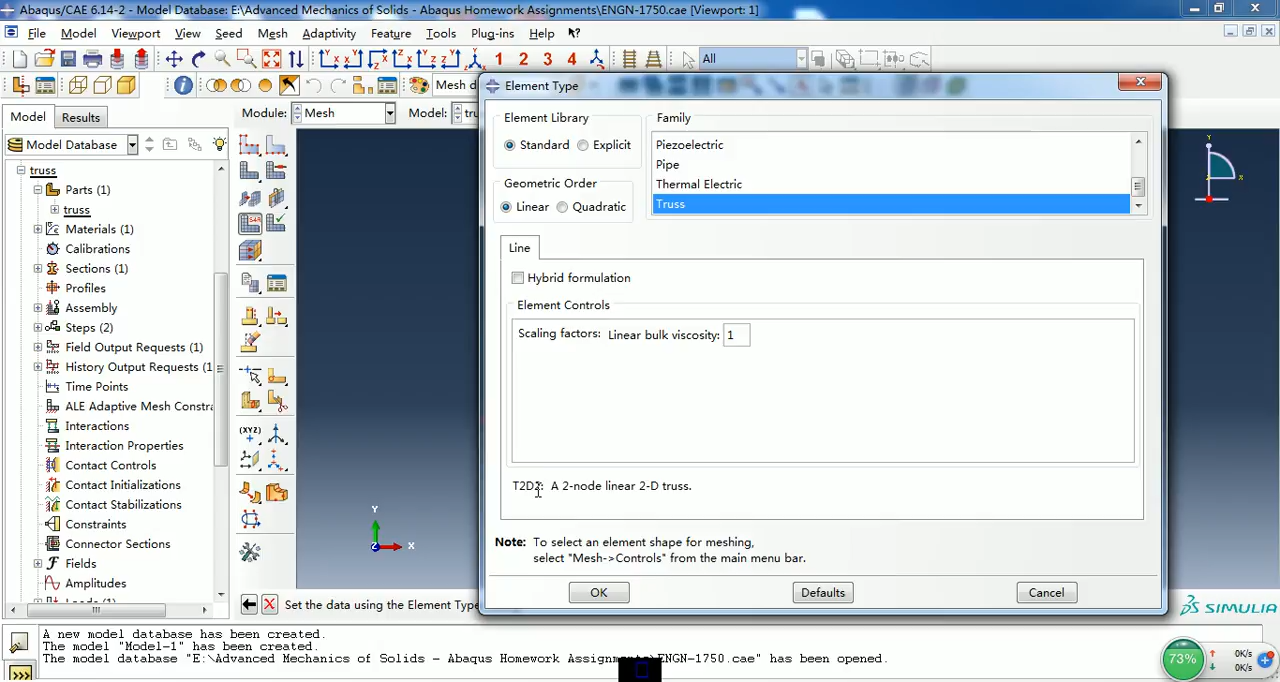 Abaqus/CAE 6.14-2 - Model Database: E:\Advanced Mechanics of Solids - Abaqus Homework Assignments\ENGN-1750.cae [Viewport: 1]
File Model Viewport View Seed Mesh Adaptivity Feature Tools Plug-ins Help
1 2 3 4 All
Mesh d
Model Results
Module: Mesh Model: tru
Model Database
truss
Parts (1)
truss
Materials (1)
Calibrations
Sections (1)
Profiles
Assembly
Steps (2)
Field Output Requests (1)
History Output Requests (1
Time Points
ALE Adaptive Mesh Constra
Interactions
Interaction Properties
Contact Controls
Contact Initializations
Contact Stabilizations
Constraints
Connector Sections
Fields
Amplitudes
(XYZ)
Y
X
Z
Y
X
Element Type
Element Library
Standard Explicit
Geometric Order
Linear Quadratic
Family
Piezoelectric
Pipe
Thermal Electric
Truss
Line
Hybrid formulation
Element Controls
Scaling factors: Linear bulk viscosity: 1
T2D2: A 2-node linear 2-D truss.
Note: To select an element shape for meshing,
select "Mesh->Controls" from the main menu bar.
OK Defaults Cancel
Set the data using the Element Type
SIMULIA
A new model database has been created.
The model "Model-1" has been created.
The model database "E:\Advanced Mechanics of Solids - Abaqus Homework Assignments\ENGN-1750.cae" has been opened.
>>>
73%
0K/s
0K/s